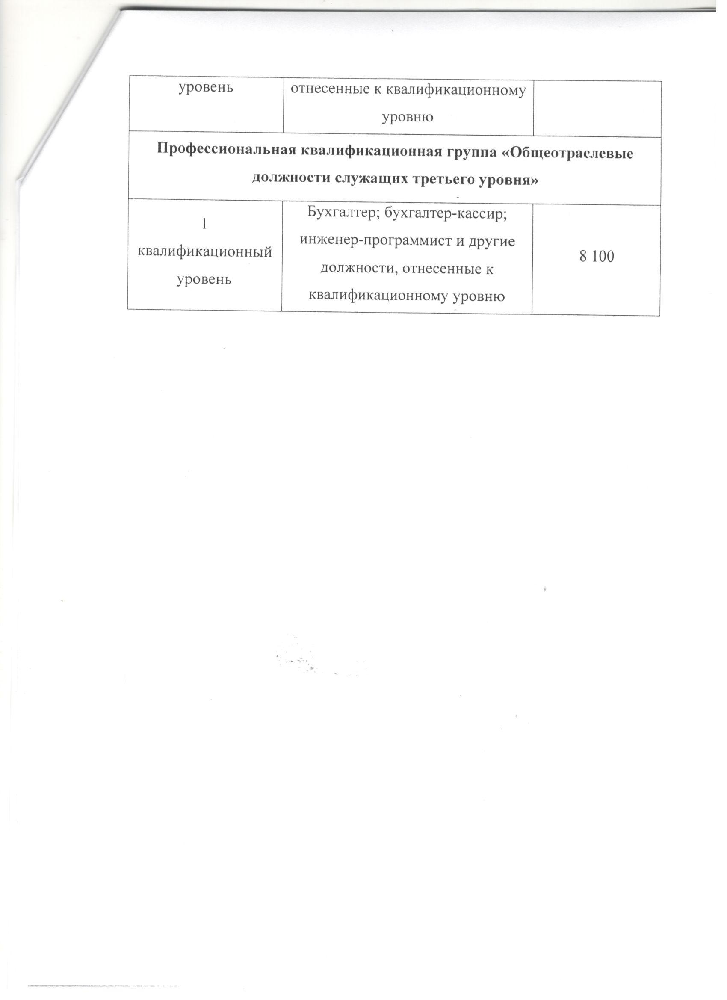 уровень
отнесенные к квалификационному
уровню
Профессиональная квалификационная группа «Общеотраслевые
должности служащих третьего уровня»
1
квалификационный
уровень
Бухгалтер; бухгалтер-кассир;
инженер-программист и другие
должности, отнесенные к
квалификационному уровню
8 100